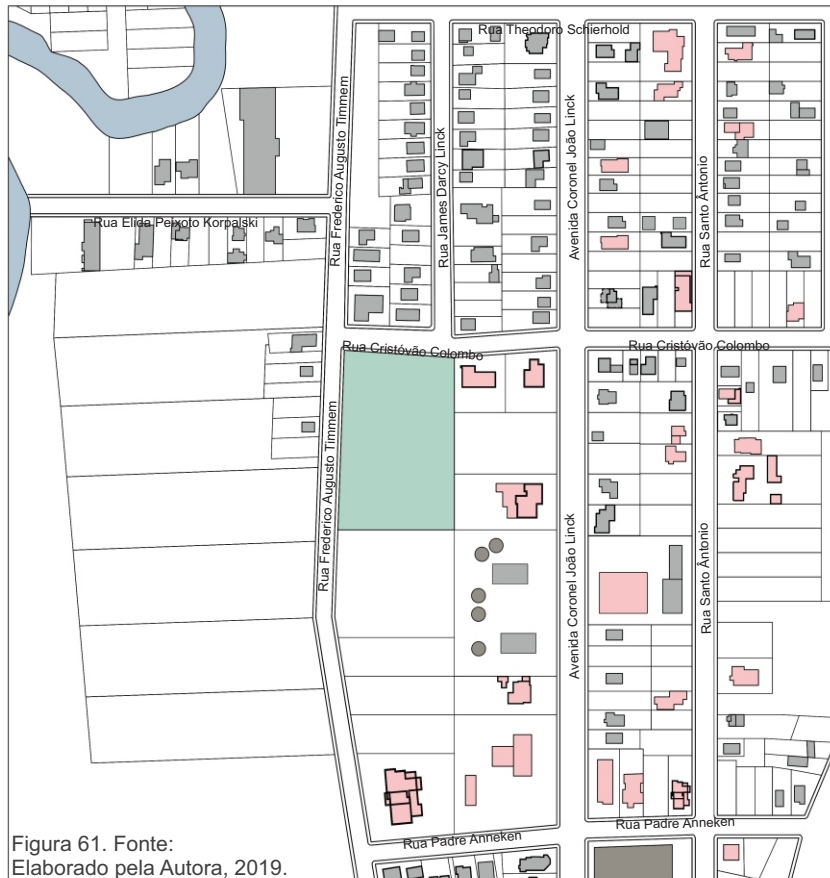 Rua Theodoro Schierhold
Rua Frederico Augusto Timmem
Rua James Darcy Linck
Avenida Coronel João Linck
Rua Santo Ântonio
Rua Elida Peixoto Korpalski
Rua Cristóvão Colombo
Rua Cristóvão Colombo
Rua Frederico Augusto Timmem
Avenida Coronel João Linck
Rua Santo Ântonio
Rua Padre Anneken
Rua Padre Anneken
Figura 61. Fonte:
Elaborado pela Autora, 2019.